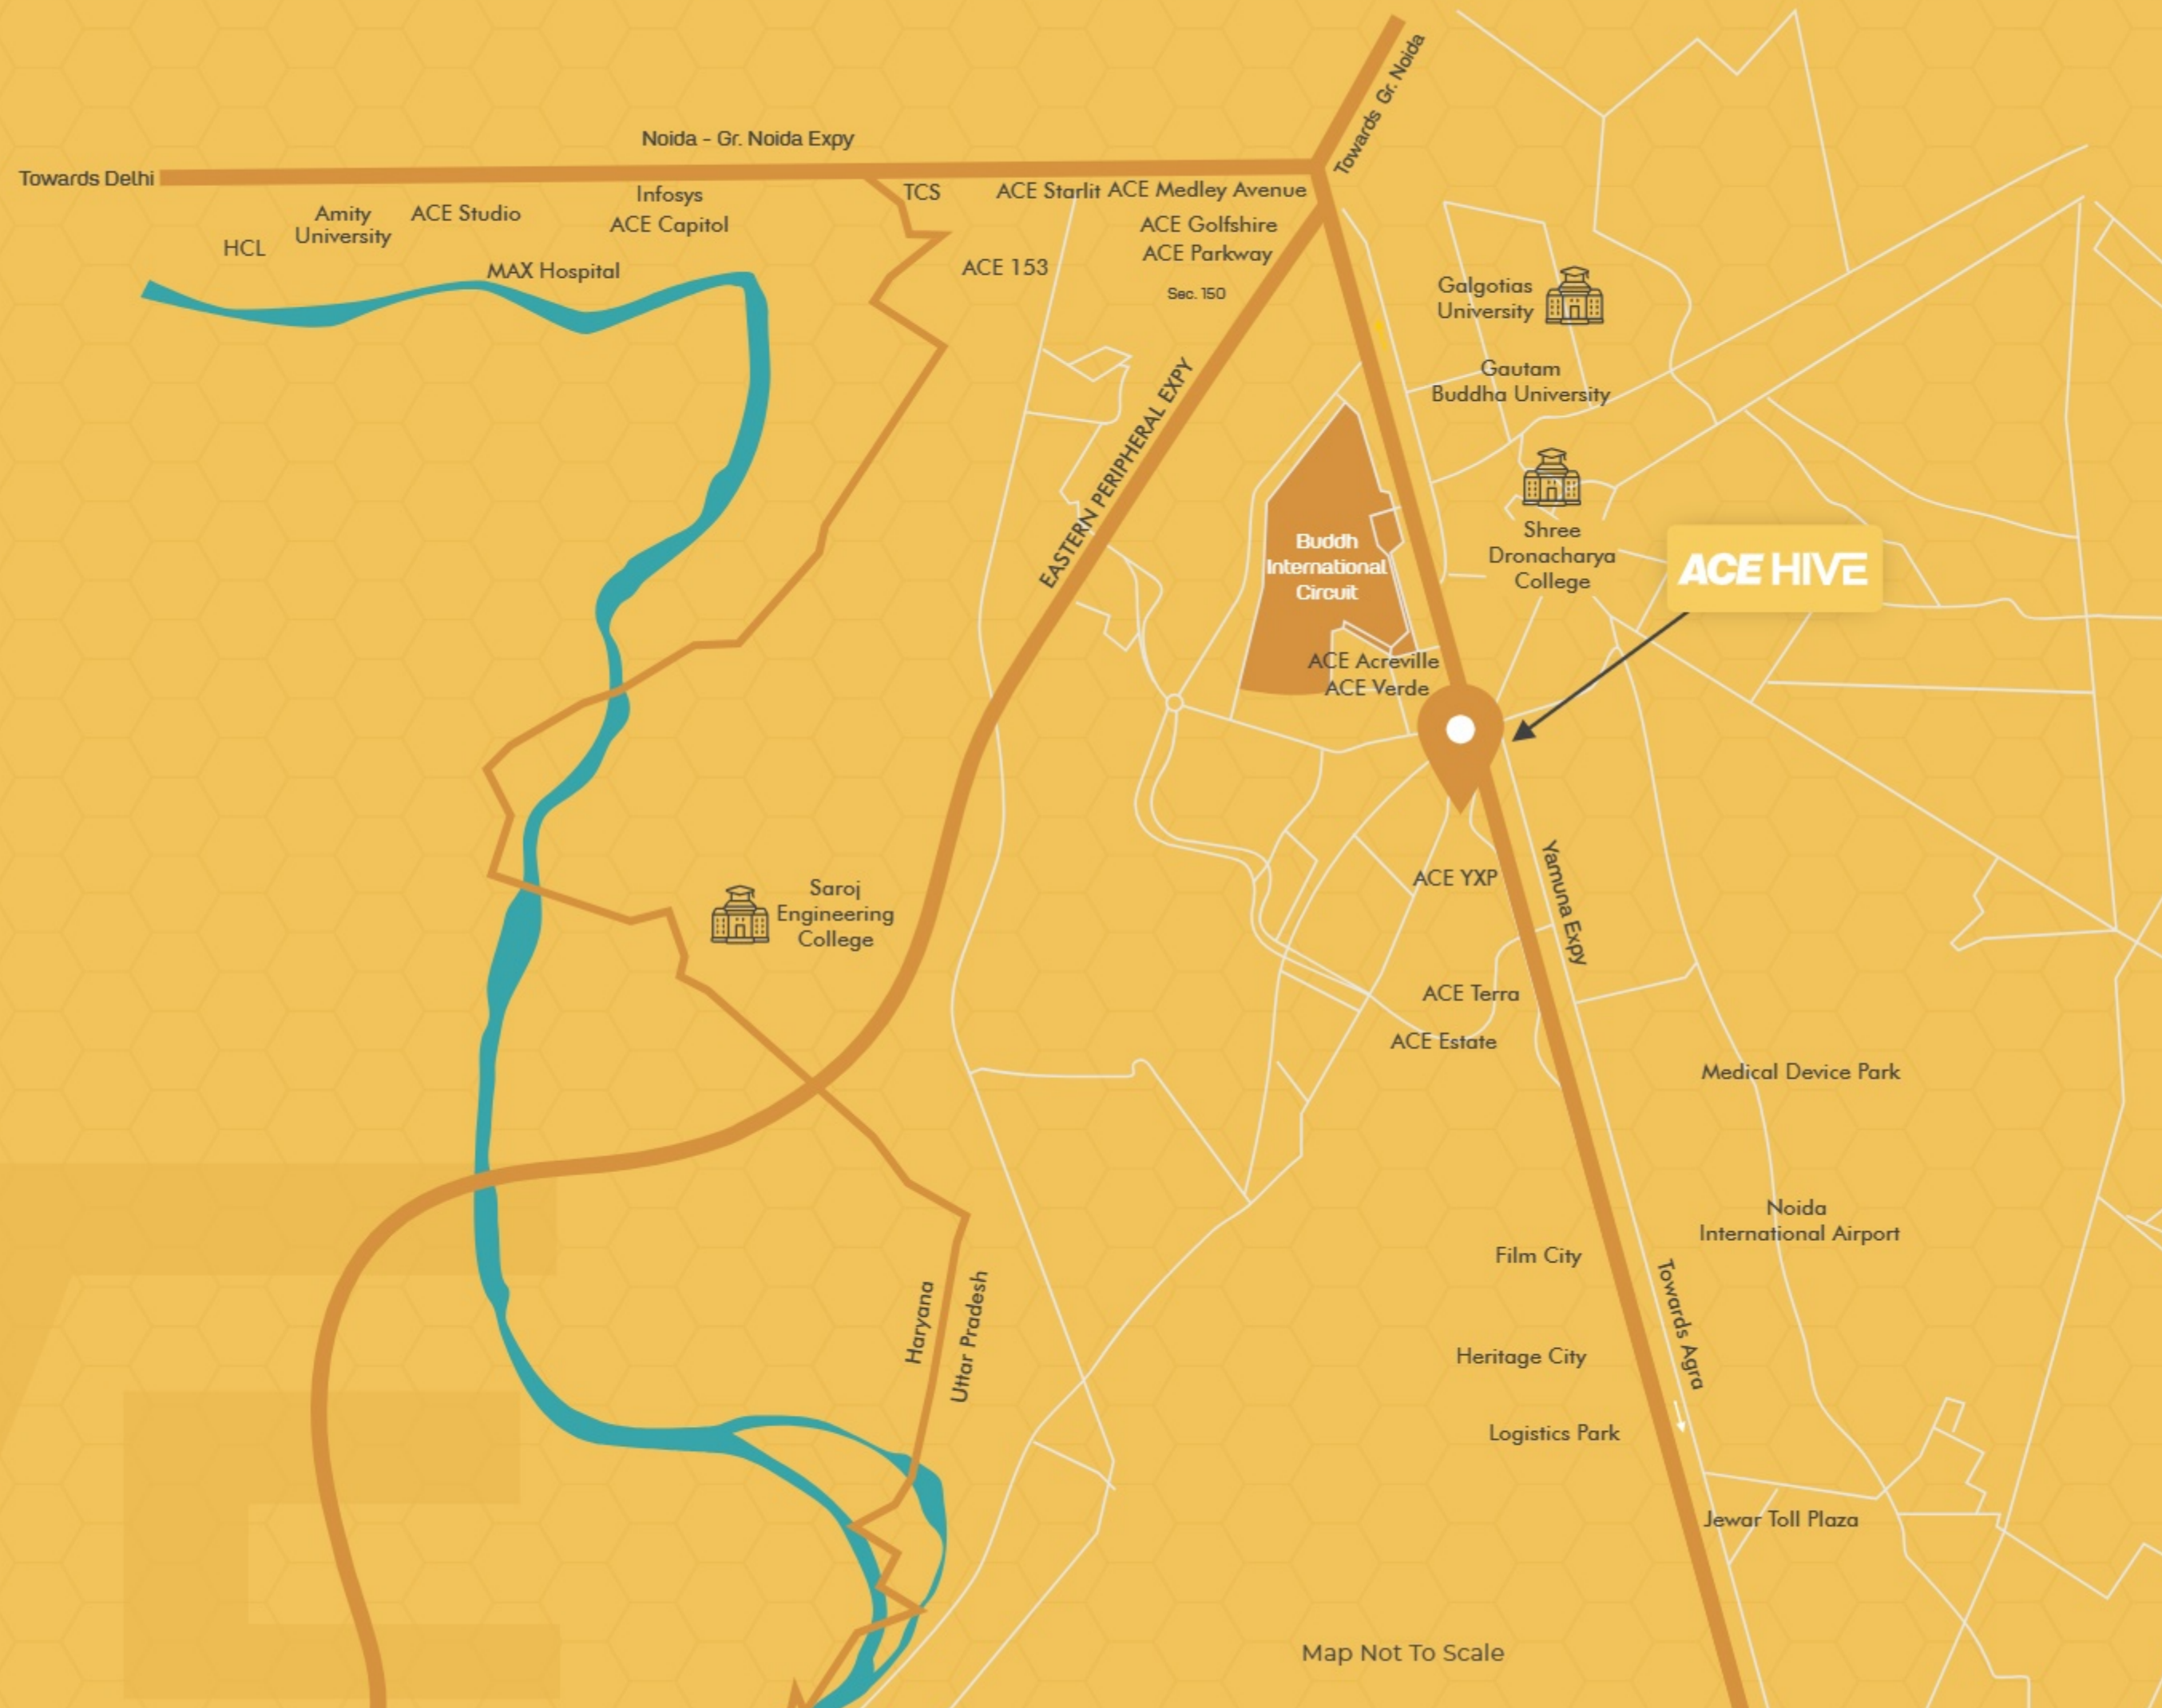 Towards Gr. Noida
Noida - Gr. Noida Expy
Towards Delhi
Infosys
TCS
ACE Starlit
ACE Medley Avenue
Amity
University
ACE Studio
ACE Capitol
ACE Golfshire
ACE Parkway
HCL
MAX Hospital
ACE 153
Sec. 150
Galgotias
University
Gautam
Buddha University
EASTERN PERIPHERAL EXPY
Buddh
International
Circuit
Shree
Dronacharya
College
ACE HIVE
ACE Acreville
ACE Verde
Saroj
Engineering
College
ACE YXP
Yamuna Expy
ACE Terra
ACE Estate
Medical Device Park
Noida
International Airport
Film City
Haryana
Uttar Pradesh
Towards Agra
Heritage City
Logistics Park
Jewar Toll Plaza
Map Not To Scale